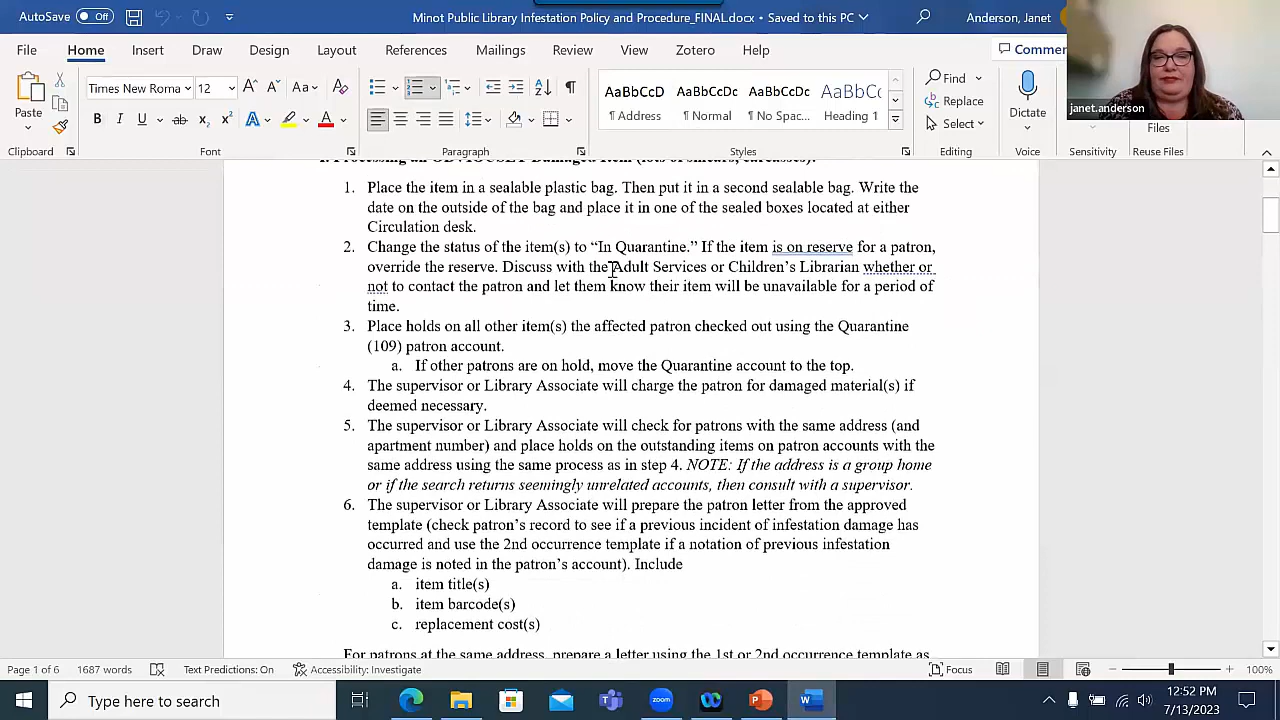 AutoSave Off
Minot Public Library Infestation Policy and Procedure_FINAL.docx • Saved to this PC
Anderson, Janet
File Home Insert Draw Design Layout References Mailings Review View Zotero Help
janet.anderson
Paste
Times New Roma 12
AaBbCcD AaBbCcDc AaBbCcDc AaBbCc
¶ Address ¶ Normal ¶ No Spac... Heading 1
Find
Replace
Select
Dictate
Files
Clipboard Font Paragraph Styles Editing Voice Sensitivity Reuse Files
1. Place the item in a sealable plastic bag. Then put it in a second sealable bag. Write the
date on the outside of the bag and place it in one of the sealed boxes located at either
Circulation desk.
2. Change the status of the item(s) to “In Quarantine.” If the item is on reserve for a patron,
override the reserve. Discuss with the Adult Services or Children’s Librarian whether or
not to contact the patron and let them know their item will be unavailable for a period of
time.
3. Place holds on all other item(s) the affected patron checked out using the Quarantine
(109) patron account.
a. If other patrons are on hold, move the Quarantine account to the top.
4. The supervisor or Library Associate will charge the patron for damaged material(s) if
deemed necessary.
5. The supervisor or Library Associate will check for patrons with the same address (and
apartment number) and place holds on the outstanding items on patron accounts with the
same address using the same process as in step 4. NOTE: If the address is a group home
or if the search returns seemingly unrelated accounts, then consult with a supervisor.
6. The supervisor or Library Associate will prepare the patron letter from the approved
template (check patron’s record to see if a previous incident of infestation damage has
occurred and use the 2nd occurrence template if a notation of previous infestation
damage is noted in the patron’s account). Include
a. item title(s)
b. item barcode(s)
c. replacement cost(s)
For patrons at the same address, prepare a letter using the 1st or 2nd occurrence template as
Page 1 of 6 1687 words Text Predictions: On Accessibility: Investigate Focus 100%
Type here to search
12:52 PM
7/13/2023